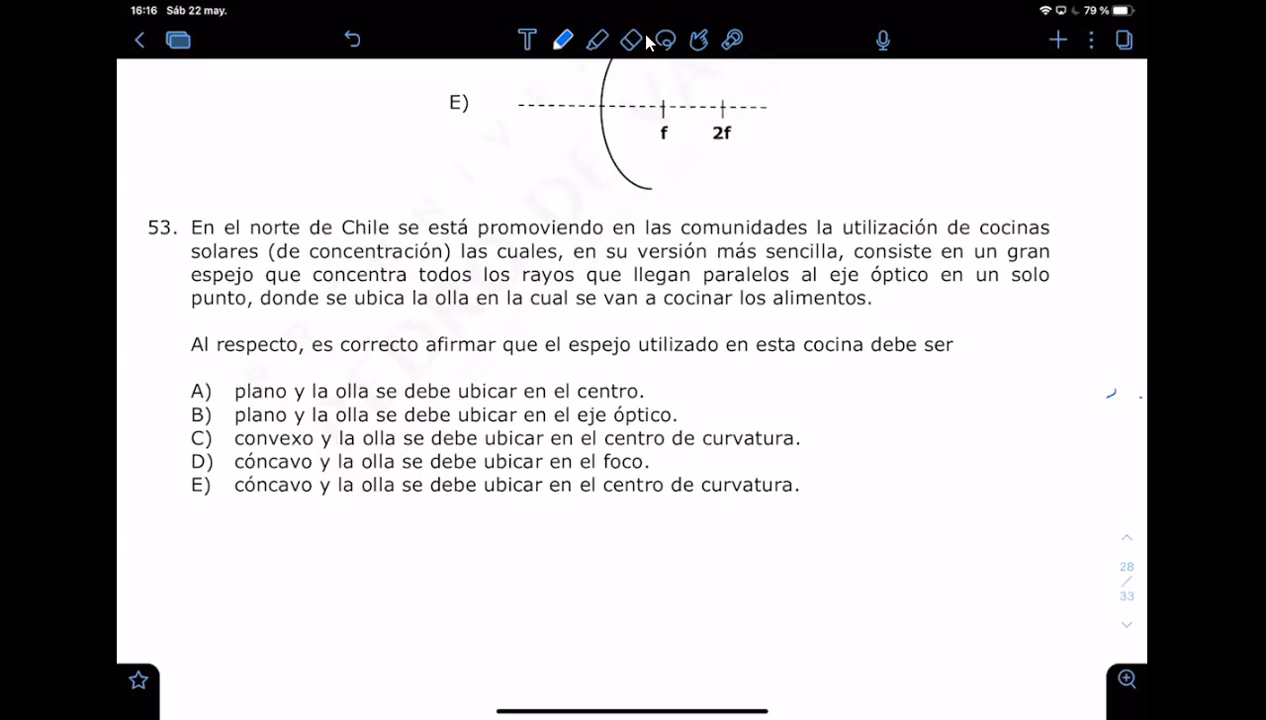 16:16 Sáb 22 may.
79 %
E)
f 2f
53. En el norte de Chile se está promoviendo en las comunidades la utilización de cocinas
solares (de concentración) las cuales, en su versión más sencilla, consiste en un gran
espejo que concentra todos los rayos que llegan paralelos al eje óptico en un solo
punto, donde se ubica la olla en la cual se van a cocinar los alimentos.
Al respecto, es correcto afirmar que el espejo utilizado en esta cocina debe ser
A) plano y la olla se debe ubicar en el centro.
B) plano y la olla se debe ubicar en el eje óptico.
C) convexo y la olla se debe ubicar en el centro de curvatura.
D) cóncavo y la olla se debe ubicar en el foco.
E) cóncavo y la olla se debe ubicar en el centro de curvatura.
28
/
33